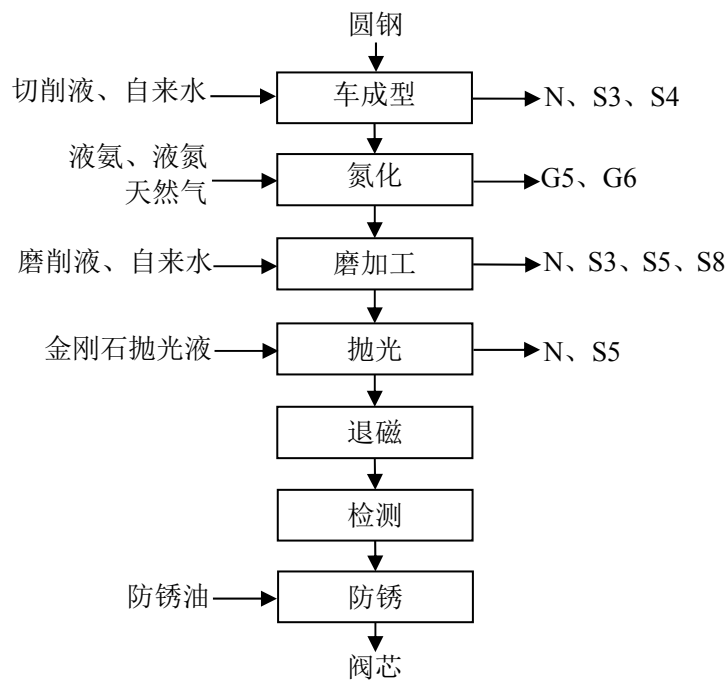 圆钢
切削液、自来水
车成型
N、S3、S4
液氨、液氮
天然气
氮化
G5、G6
磨削液、自来水
磨加工
N、S3、S5、S8
金刚石抛光液
抛光
N、S5
退磁
检测
防锈油
防锈
阀芯